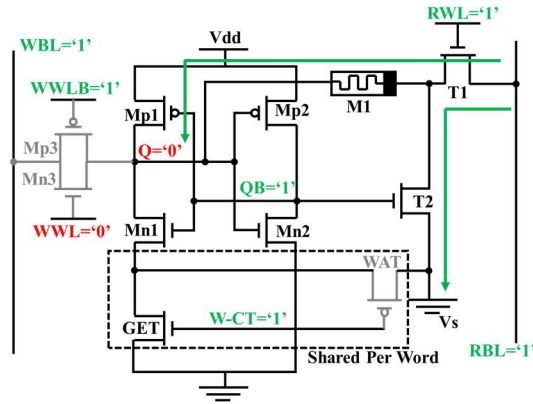 RWL='1'
WBL='1'
Vdd
WWLB='1'
M1
T1
Mp1
Mp2
Mp3
Q='0'
Mn3
QB='1'
T2
WWL='0'
Mn1
Mn2
WAT
GET
W-CT='1'
Vs
Shared Per Word
RBL='1'